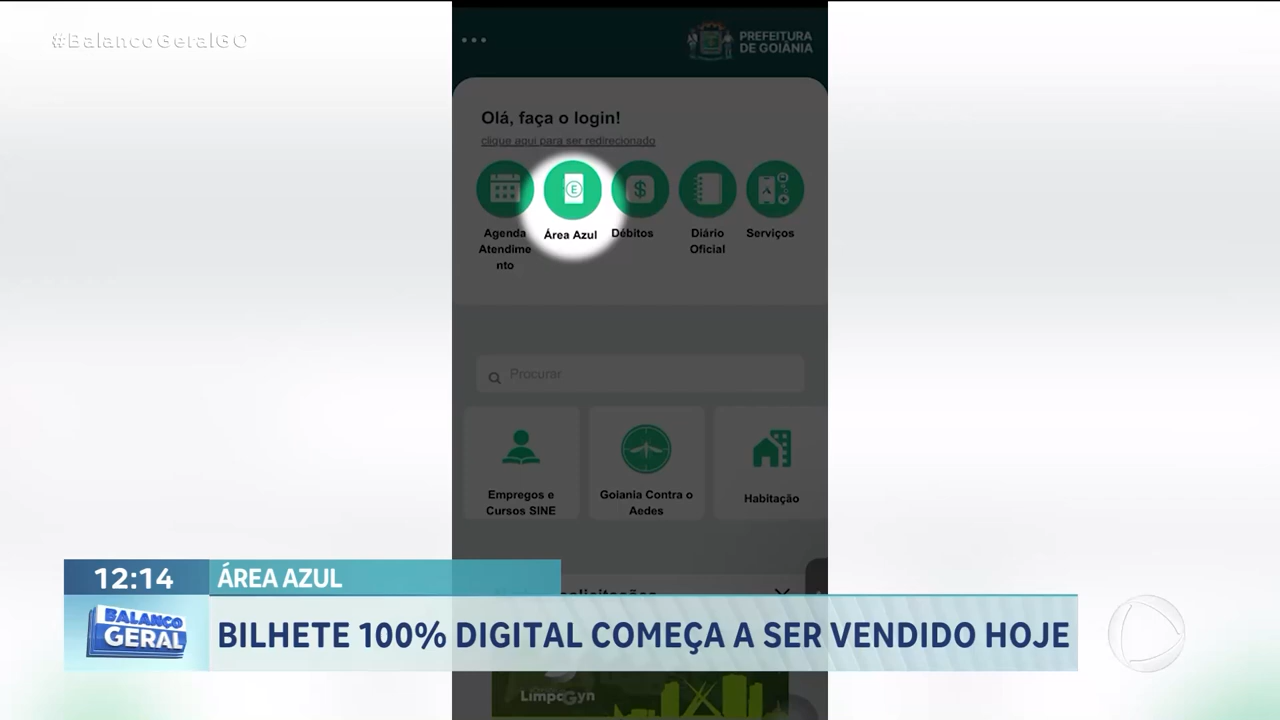 #BalancoGeralGO
PREFEITURA
DE GOIÂNIA
Olá, faça o login!
clique aqui para ser redirecionado
Agenda
Atendime
nto
Área Azul
Débitos
Diário
Oficial
Serviços
Procurar
Empregos e
Cursos SINE
Goiania Contra o
Aedes
Habitação
12:14
ÁREA AZUL
BALANÇO
GERAL
BILHETE 100% DIGITAL COMEÇA A SER VENDIDO HOJE
LimpaGyn